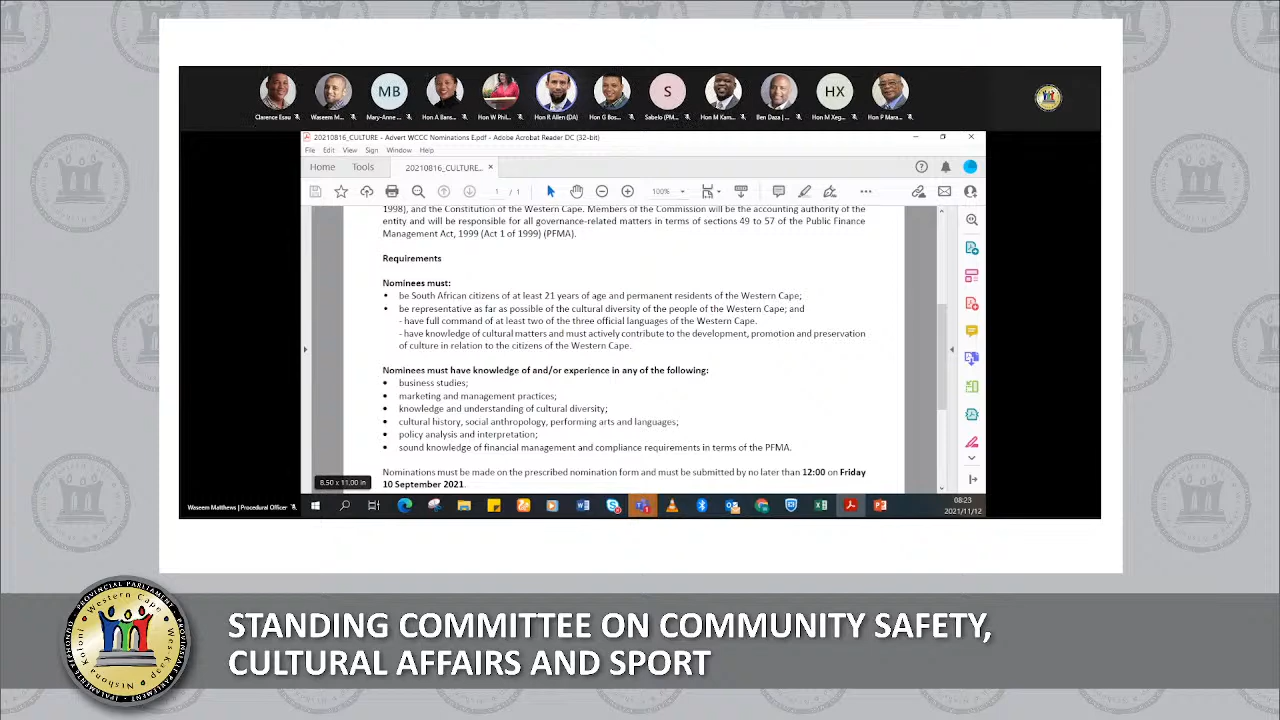 MB
S
HX
Clarence Esau
Waseem M...
Mary-Anne ...
Hon A Bans...
Hon W Phil...
Hon R Allen (DA)
Hon G Bos...
Sabelo (PM...
Hon M Kam...
Ben Daza | ...
Hon M Xeg...
Hon P Mara...
20210816_CULTURE - Advert WCCC Nominations E.pdf - Adobe Acrobat Reader DC (32-bit)
File Edit View Sign Window Help
Home Tools 20210816_CULTURE... ×
1 / 1 100%
1998), and the Constitution of the Western Cape. Members of the Commission will be the accounting authority of the
entity and will be responsible for all governance-related matters in terms of sections 49 to 57 of the Public Finance
Management Act, 1999 (Act 1 of 1999) (PFMA).
Requirements
Nominees must:
• be South African citizens of at least 21 years of age and permanent residents of the Western Cape;
• be representative as far as possible of the cultural diversity of the people of the Western Cape; and
- have full command of at least two of the three official languages of the Western Cape.
- have knowledge of cultural matters and must actively contribute to the development, promotion and preservation
of culture in relation to the citizens of the Western Cape.
Nominees must have knowledge of and/or experience in any of the following:
• business studies;
• marketing and management practices;
• knowledge and understanding of cultural diversity;
• cultural history, social anthropology, performing arts and languages;
• policy analysis and interpretation;
• sound knowledge of financial management and compliance requirements in terms of the PFMA.
Nominations must be made on the prescribed nomination form and must be submitted by no later than 12:00 on Friday
10 September 2021.
8.50 x 11.00 in
Waseem Matthews | Procedural Officer
08:23
2021/11/12
PROVINCIAL PARLIAMENT
Western Cape
Wes-Kaap
Ntshona Koloni
PROVINSIALE PARLEMENT
IPALAMENTE YEPHONDO
STANDING COMMITTEE ON COMMUNITY SAFETY,
CULTURAL AFFAIRS AND SPORT